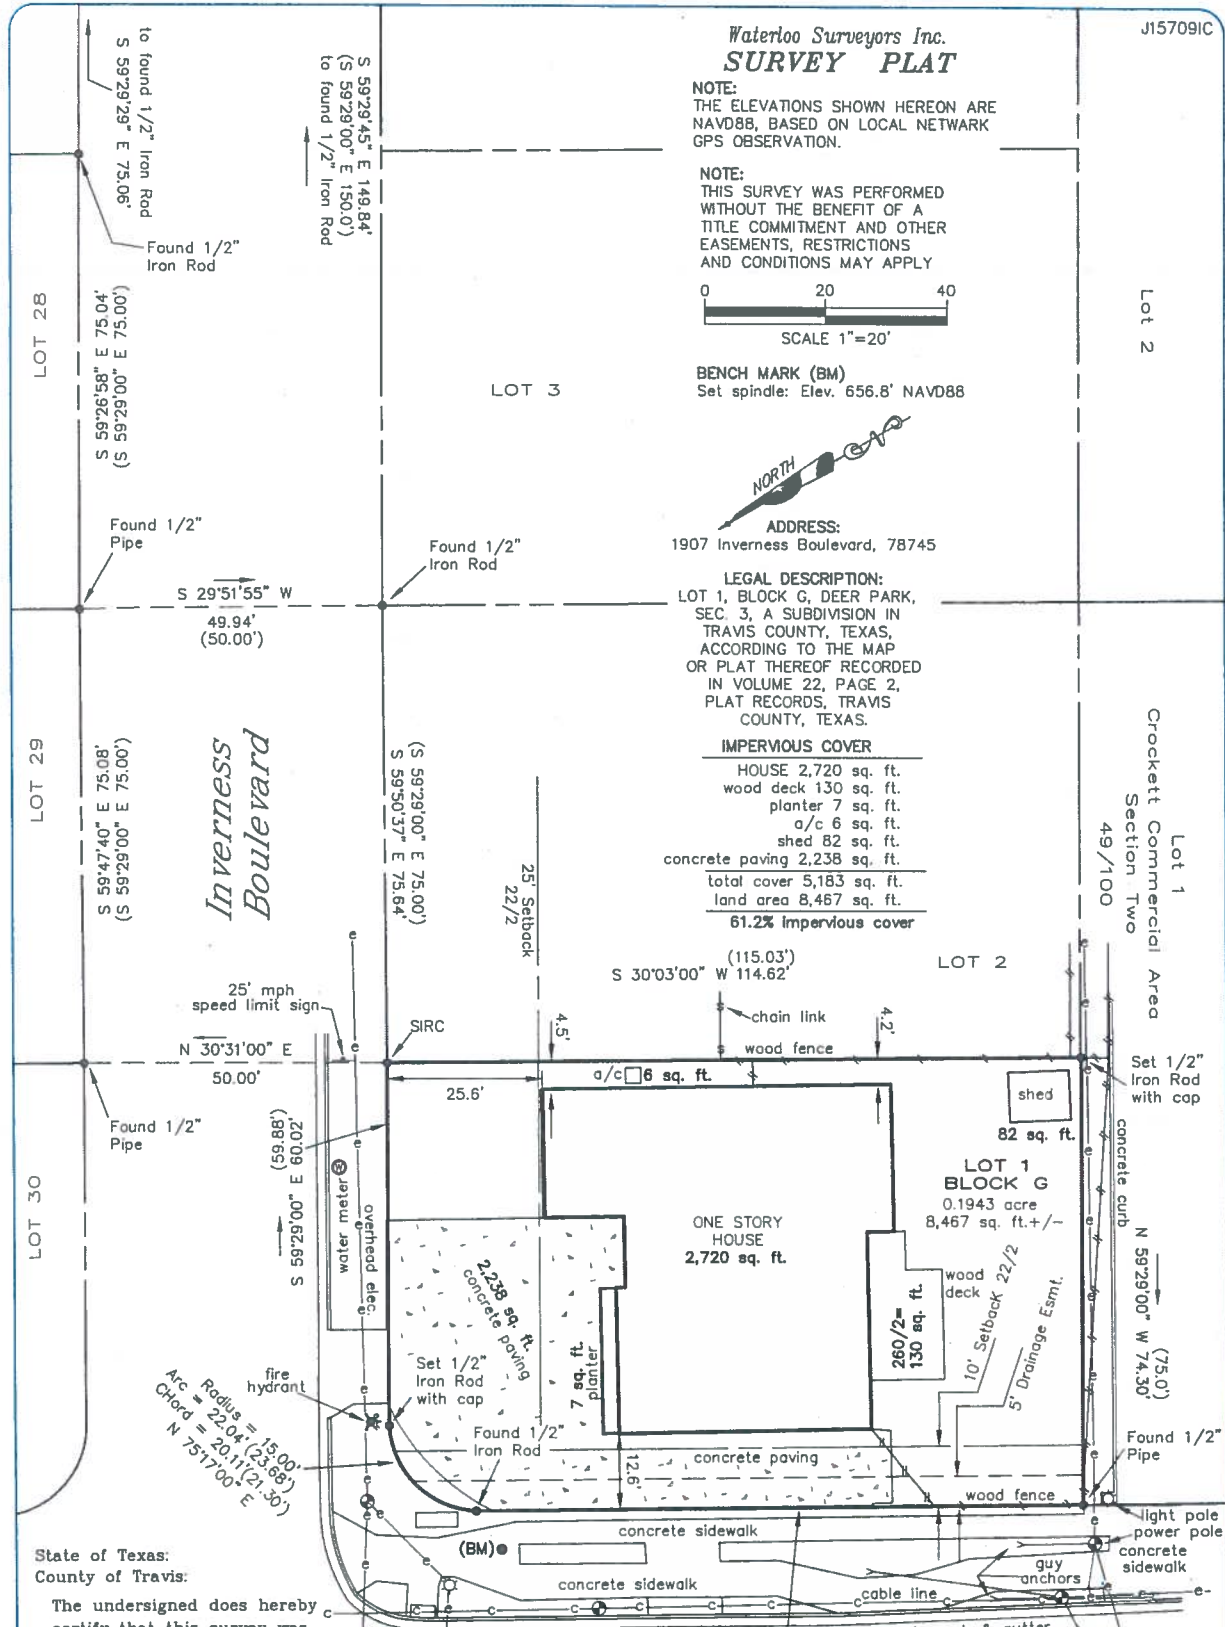 J15709IC
Waterloo Surveyors Inc.
SURVEY PLAT
NOTE:
THE ELEVATIONS SHOWN HEREON ARE
NAVD88, BASED ON LOCAL NETWARK
GPS OBSERVATION.
NOTE:
THIS SURVEY WAS PERFORMED
WITHOUT THE BENEFIT OF A
TITLE COMMITMENT AND OTHER
EASEMENTS, RESTRICTIONS
AND CONDITIONS MAY APPLY
0 20 40
SCALE 1"=20'
BENCH MARK (BM)
Set spindle: Elev. 656.8' NAVD88
NORTH
ADDRESS:
1907 Inverness Boulevard, 78745
LEGAL DESCRIPTION:
LOT 1, BLOCK G, DEER PARK,
SEC. 3, A SUBDIVISION IN
TRAVIS COUNTY, TEXAS,
ACCORDING TO THE MAP
OR PLAT THEREOF RECORDED
IN VOLUME 22, PAGE 2,
PLAT RECORDS, TRAVIS
COUNTY, TEXAS.
IMPERVIOUS COVER
HOUSE 2,720 sq. ft.
wood deck 130 sq. ft.
planter 7 sq. ft.
a/c 6 sq. ft.
shed 82 sq. ft.
concrete paving 2,238 sq. ft.
total cover 5,183 sq. ft.
land area 8,467 sq. ft.
61.2% impervious cover
to found 1/2" Iron Rod
S 59°29'29" E 75.06'
S 59°29'45" E 149.84'
(S 59°29'00" E 150.0')
to found 1/2" Iron Rod
Found 1/2"
Iron Rod
LOT 28
S 59°26'58" E 75.04'
(S 59°29'00" E 75.00')
LOT 3
Lot 2
Found 1/2"
Pipe
Found 1/2"
Iron Rod
S 29°51'55" W
49.94'
(50.00')
LOT 29
S 59°47'40" E 75.08'
(S 59°29'00" E 75.00')
Inverness
Boulevard
(S 59°29'00" E 75.00')
S 59°50'37" E 75.64'
25' Setback
22/2
Lot 1
Crockett Commercial Area
Section Two
49/100
(115.03')
S 30°03'00" W 114.62'
LOT 2
25' mph
speed limit sign
SIRC
4.5'
chain link
4.2'
wood fence
N 30°31'00" E
50.00'
25.6'
a/c 6 sq. ft.
shed
82 sq. ft.
Set 1/2"
Iron Rod
with cap
Found 1/2"
Pipe
LOT 30
(59.88')
S 59°29'00" E 60.02'
water meter
overhead elec.
LOT 1
BLOCK G
0.1943 acre
8,467 sq. ft.+/-
concrete curb
ONE STORY
HOUSE
2,720 sq. ft.
2,238 sq. ft.
concrete paving
wood
deck
260/2=
130 sq. ft.
10' Setback 22/2
5' Drainage Esmt.
N 59°29'00" W 74.30'
(75.0')
fire
hydrant
Set 1/2"
Iron Rod
with cap
7 sq. ft.
planter
Radius = 15.00'
Arc = 22.04' (23.68')
CHord = 20.11'(21.30')
N 75°17'00" E
Found 1/2"
Iron Rod
12.6'
concrete paving
Found 1/2"
Pipe
wood fence
light pole
power pole
concrete
sidewalk
concrete sidewalk
(BM)
guy
anchors
concrete sidewalk
cable line
State of Texas:
County of Travis:
The undersigned does hereby